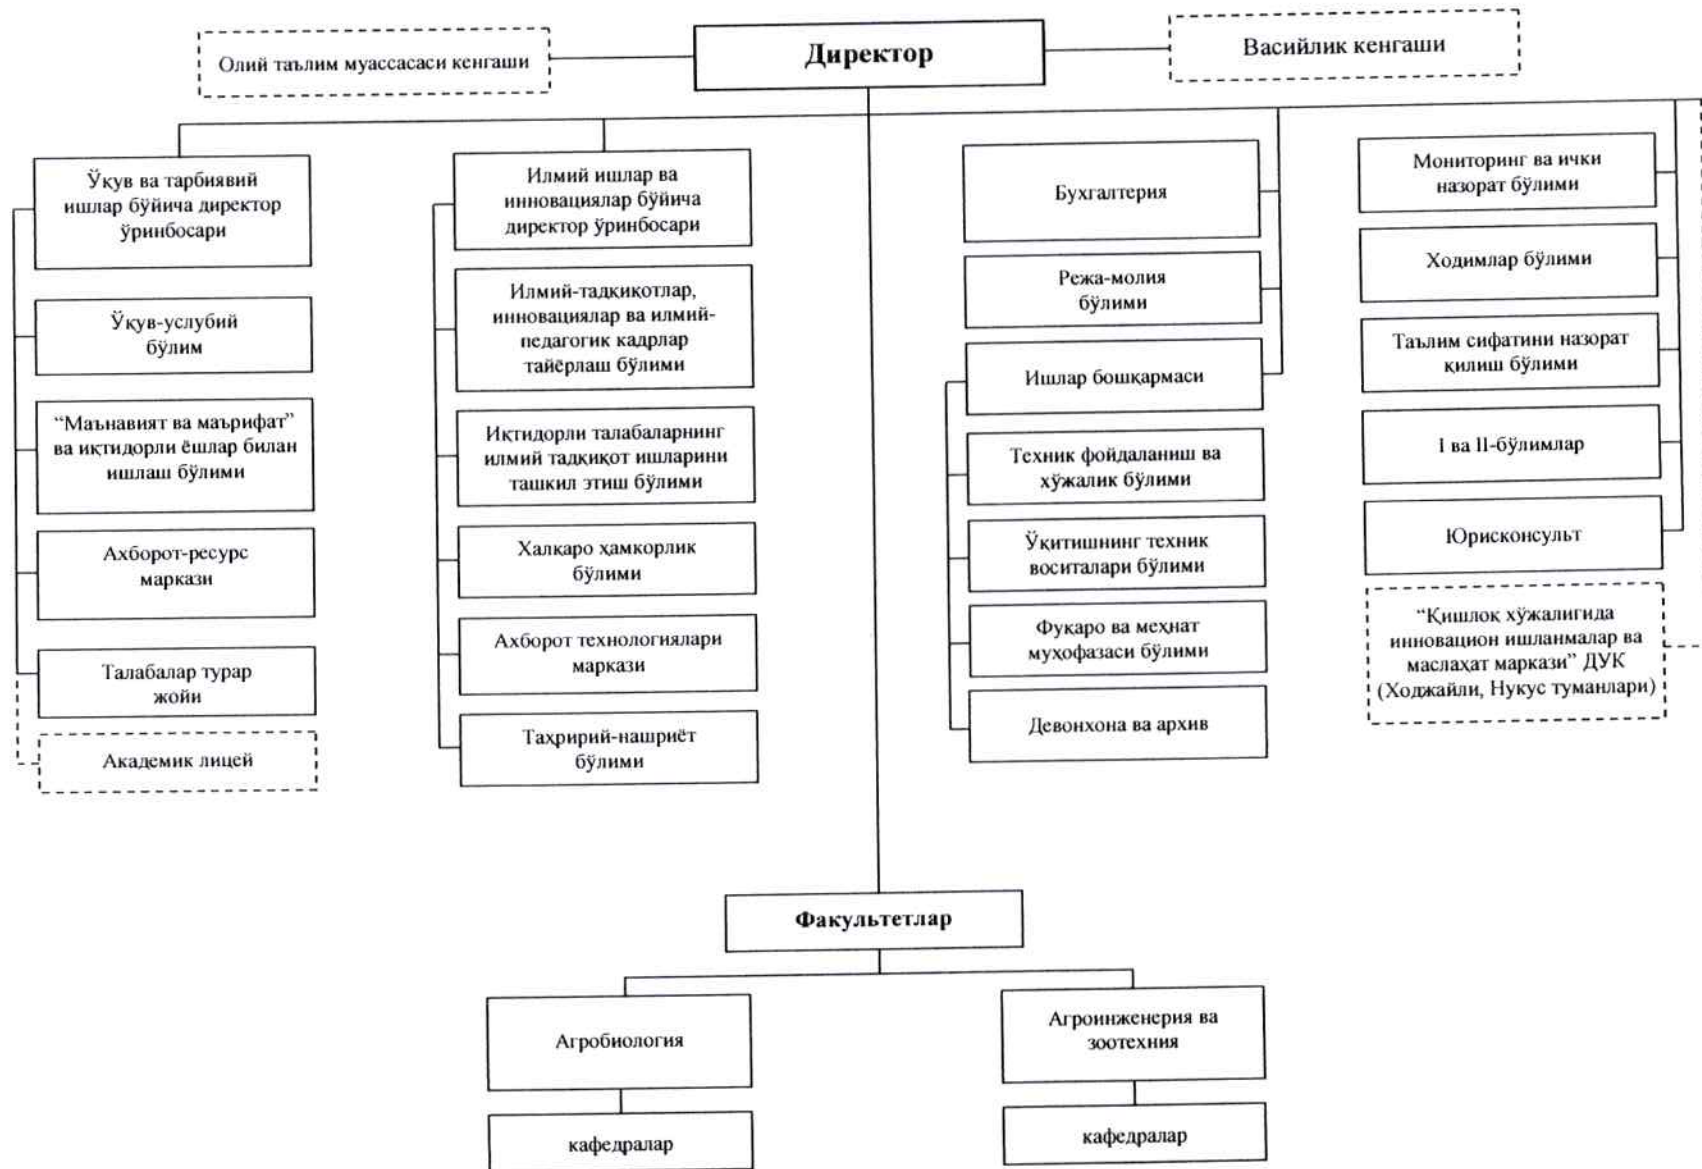 Олий таълим муассасаси кенгаши
Директор
Васийлик кенгаши
Ўқув ва тарбиявий
ишлар бўйича директор
ўринбосари
Ўқув-услубий
бўлим
“Маънавият ва маърифат”
ва иқтидорли ёшлар билан
ишлаш бўлими
Ахборот-ресурс
маркази
Талабалар турар
жойи
Академик лицей
Илмий ишлар ва
инновациялар бўйича
директор ўринбосари
Илмий-тадқиқотлар,
инновациялар ва илмий-
педагогик кадрлар
тайёрлаш бўлими
Иқтидорли талабаларнинг
илмий тадқиқот ишларини
ташкил этиш бўлими
Халқаро ҳамкорлик
бўлими
Ахборот технологиялари
маркази
Таҳририй-нашриёт
бўлими
Бухгалтерия
Режа-молия
бўлими
Ишлар бошқармаси
Техник фойдаланиш ва
хўжалик бўлими
Ўқитишнинг техник
воситалари бўлими
Фуқаро ва меҳнат
муҳофазаси бўлими
Девонхона ва архив
Мониторинг ва ички
назорат бўлими
Ходимлар бўлими
Таълим сифатини назорат
қилиш бўлими
I ва II-бўлимлар
Юрисконсульт
“Қишлоқ хўжалигида
инновацион ишланмалар ва
маслаҳат маркази” ДУК
(Ходжайли, Нукус туманлари)
Факультетлар
Агробиология
кафедралар
Агроинженерия ва
зоотехния
кафедралар